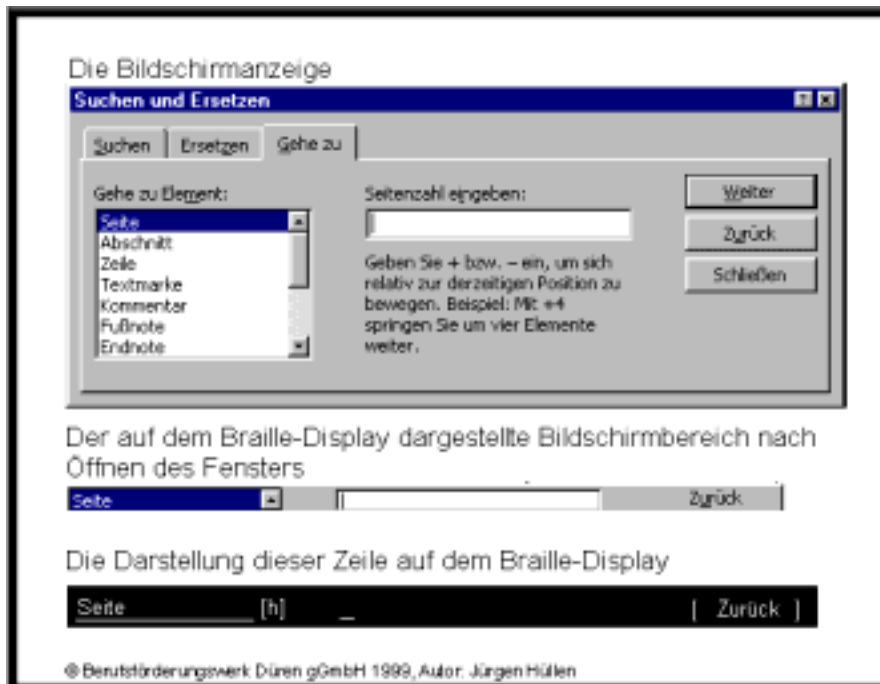 Die Bildschirmanzeige
Suchen und Ersetzen
Suchen Ersetzen Gehe zu
Gehe zu Element: Seitenzahl eingeben: Weiter
Seite
Abschnitt Zurück
Zeile Geben Sie + bzw. – ein, um sich
Textmarke relativ zur derzeitigen Position zu Schließen
Kommentar bewegen. Beispiel: Mit +4
Fußnote springen Sie um vier Elemente
Endnote weiter.
Der auf dem Braille-Display dargestellte Bildschirmbereich nach
Öffnen des Fensters
Seite Zurück
Die Darstellung dieser Zeile auf dem Braille-Display
Seite [h] _ [ Zurück ]
© Berufsförderungswerk Düren gGmbH 1999, Autor: Jürgen Hüllen